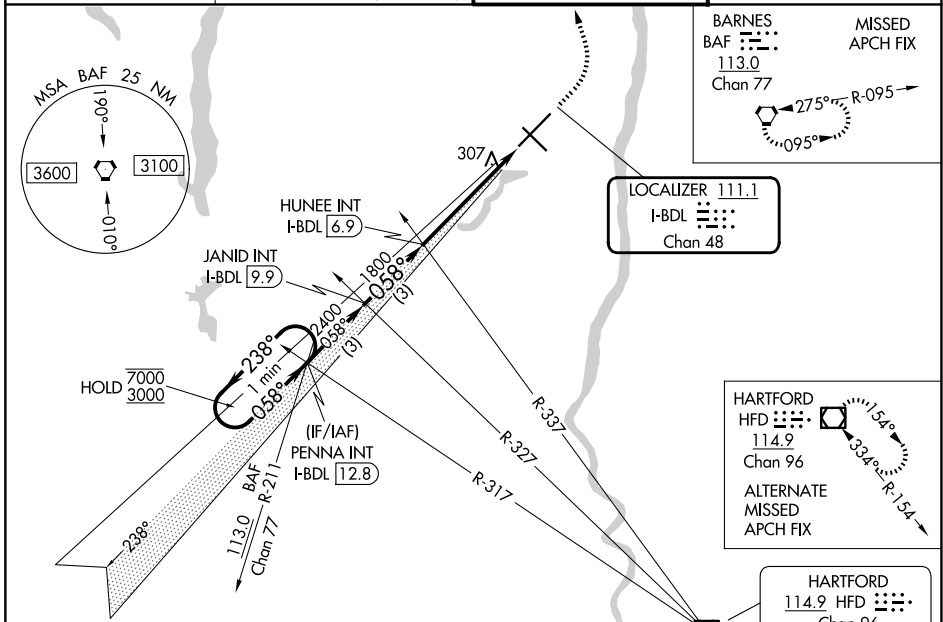 MSA BAF 25 NM
190°
3600
3100
010°
BARNES
BAF
113.0
Chan 77
MISSED
APCH FIX
275°
R-095
095°
307
LOCALIZER 111.1
I-BDL
Chan 48
HUNEE INT
I-BDL 6.9
JANID INT
I-BDL 9.9
1800
058°
(3)
2400
058°
(3)
238°
1 min
058°
HOLD 7000
3000
(IF/IAF)
PENNA INT
I-BDL 12.8
R-337
R-327
R-317
BAF
R-211
113.0
Chan 77
238°
HARTFORD
HFD
114.9
Chan 96
154°
334°
R-154
ALTERNATE
MISSED
APCH FIX
HARTFORD
114.9 HFD
Chan 96